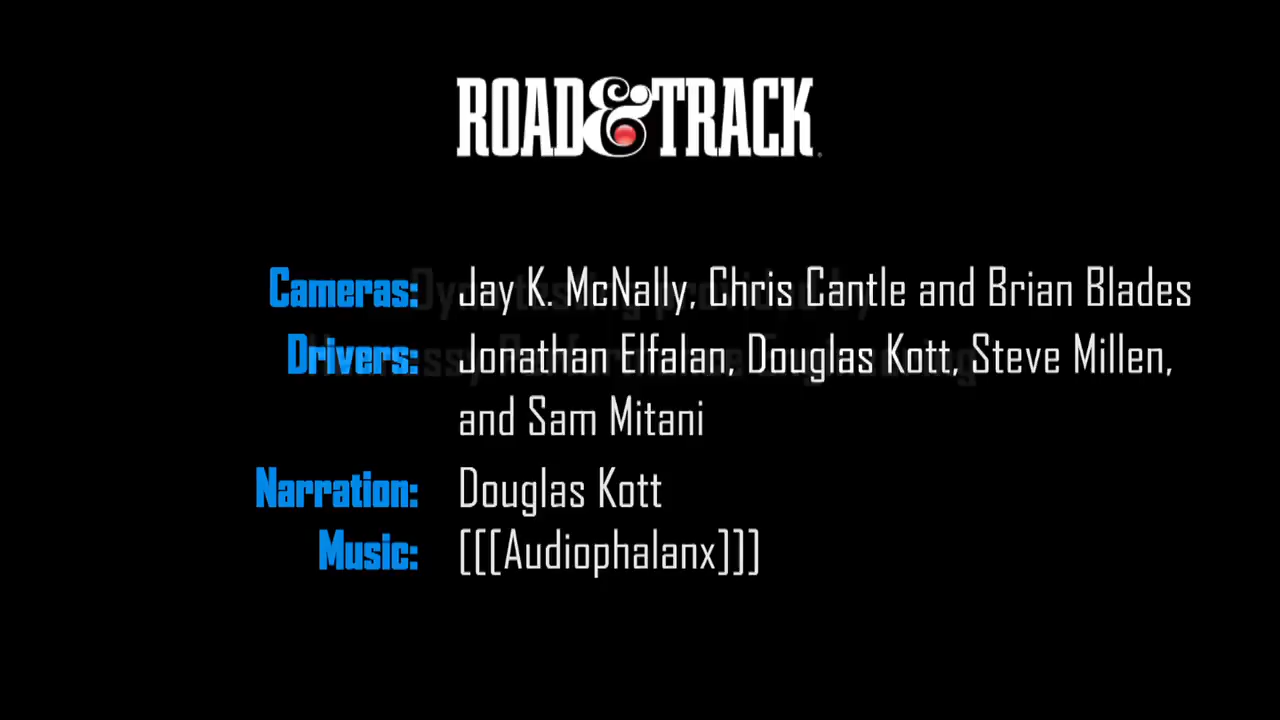 ROAD&TRACK
Cameras: Jay K. McNally, Chris Cantle and Brian Blades
Drivers: Jonathan Elfalan, Douglas Kott, Steve Millen,
and Sam Mitani
Narration: Douglas Kott
Music: [[[Audiophalanx]]]